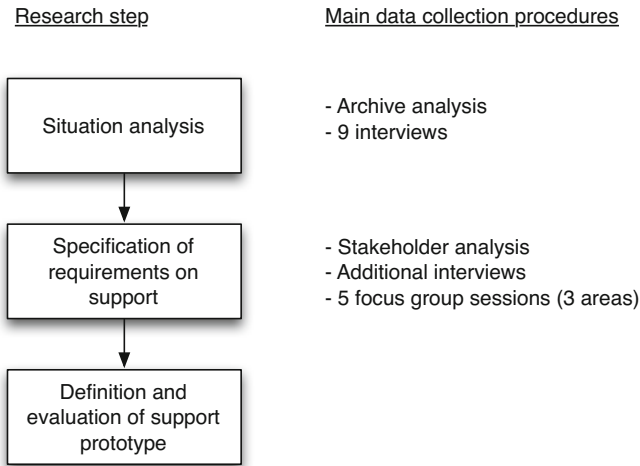 Research step
Main data collection procedures
Situation analysis
- Archive analysis
- 9 interviews
Specification of
requirements on
support
- Stakeholder analysis
- Additional interviews
- 5 focus group sessions (3 areas)
Definition and
evaluation of support
prototype